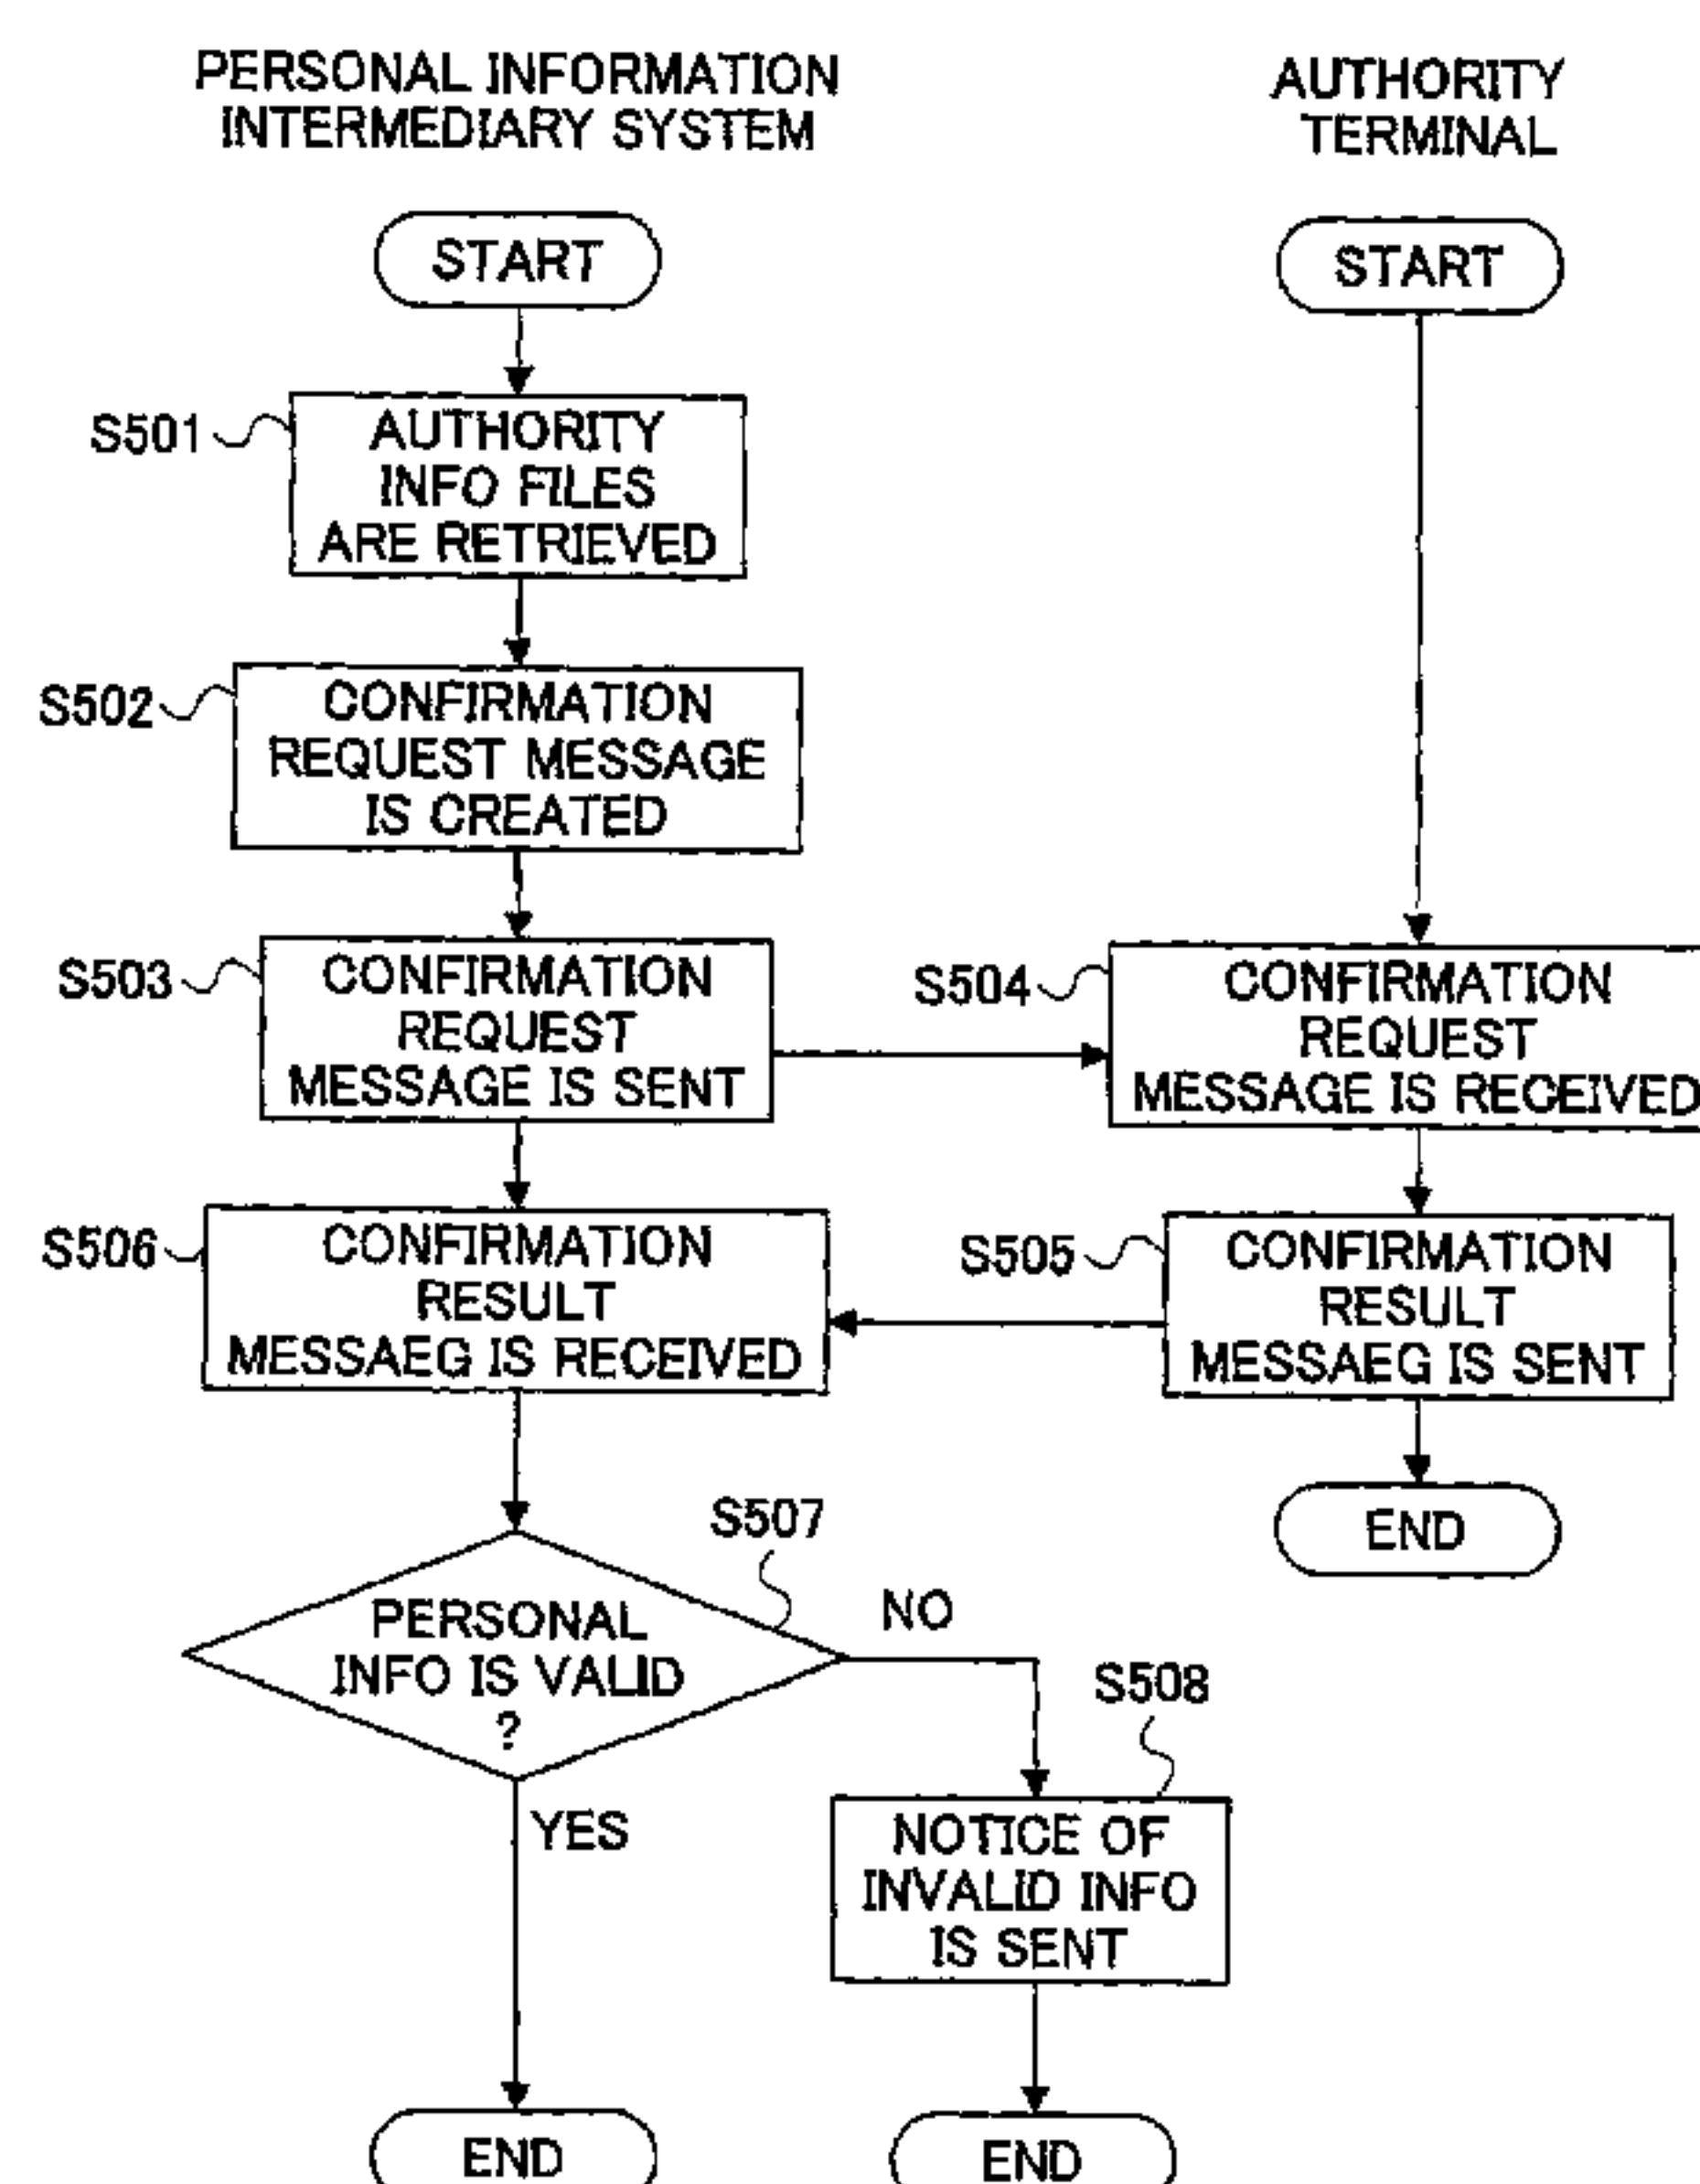 PERSONAL INFORMATION
INTERMEDIARY SYSTEM
AUTHORITY
TERMINAL
START
START
S501
AUTHORITY
INFO FILES
ARE RETRIEVED
S502
CONFIRMATION
REQUEST MESSAGE
IS CREATED
S503
CONFIRMATION
REQUEST
MESSAGE IS SENT
S504
CONFIRMATION
REQUEST
MESSAGE IS RECEIVED
S506
CONFIRMATION
RESULT
MESSAEG IS RECEIVED
S505
CONFIRMATION
RESULT
MESSAEG IS SENT
END
S507
PERSONAL
INFO IS VALID
?
NO
YES
S508
NOTICE OF
INVALID INFO
IS SENT
END
END